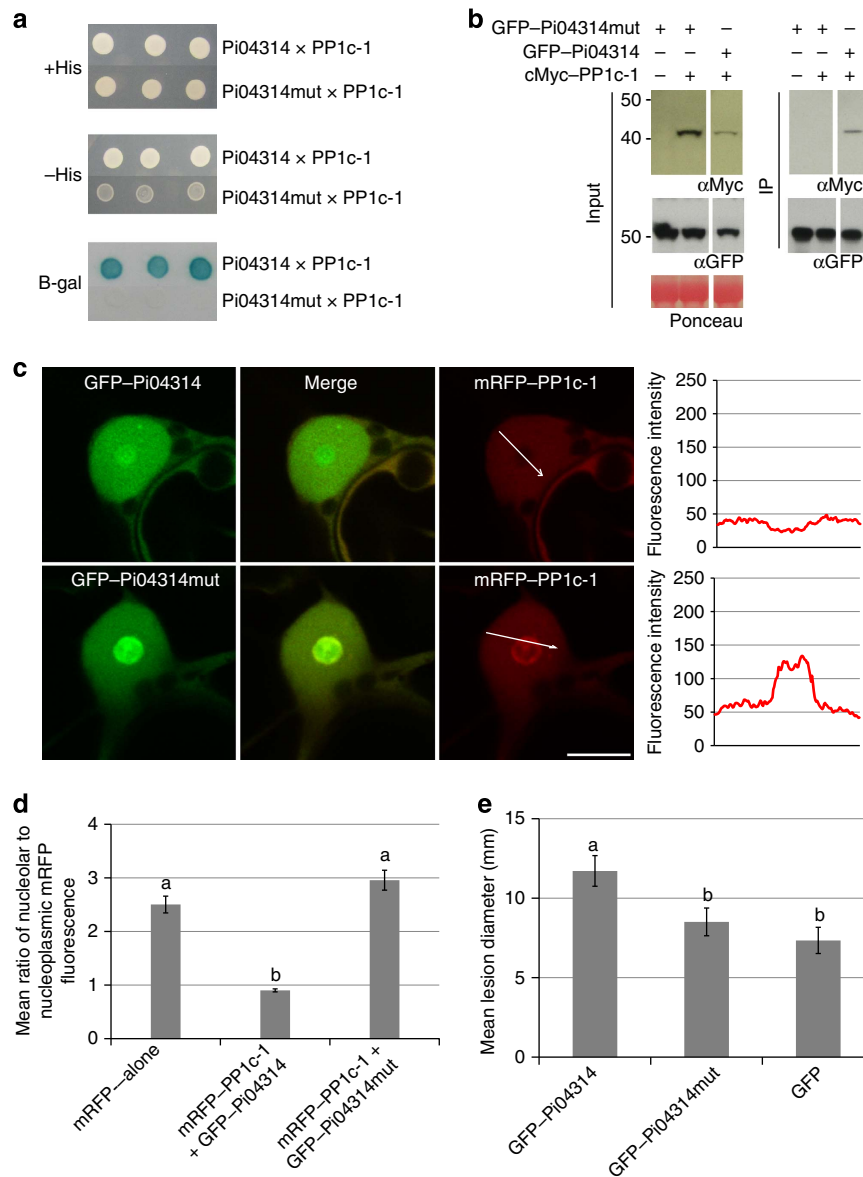 a
+His
Pi04314 × PP1c-1
Pi04314mut × PP1c-1
–His
Pi04314 × PP1c-1
Pi04314mut × PP1c-1
B-gal
Pi04314 × PP1c-1
Pi04314mut × PP1c-1
b
GFP–Pi04314mut + + – + + –
GFP–Pi04314 – – + – – +
cMyc–PP1c-1 – + + – + +
50 -
40 -
αMyc
αMyc
50 -
αGFP
αGFP
Ponceau
Input
IP
c
GFP–Pi04314
Merge
mRFP–PP1c-1
Fluorescence intensity
250
200
150
100
50
0
GFP–Pi04314mut
mRFP–PP1c-1
Fluorescence intensity
250
200
150
100
50
0
d
Mean ratio of nucleolar to
nucleoplasmic mRFP
fluorescence
4
3
2
1
0
a
b
a
mRFP–-alone
mRFP–PP1c-1
+ GFP–Pi04314
mRFP–PP1c-1 +
GFP–Pi04314mut
e
Mean lesion diameter (mm)
15
10
5
0
a
b
b
GFP–Pi04314
GFP–Pi04314mut
GFP